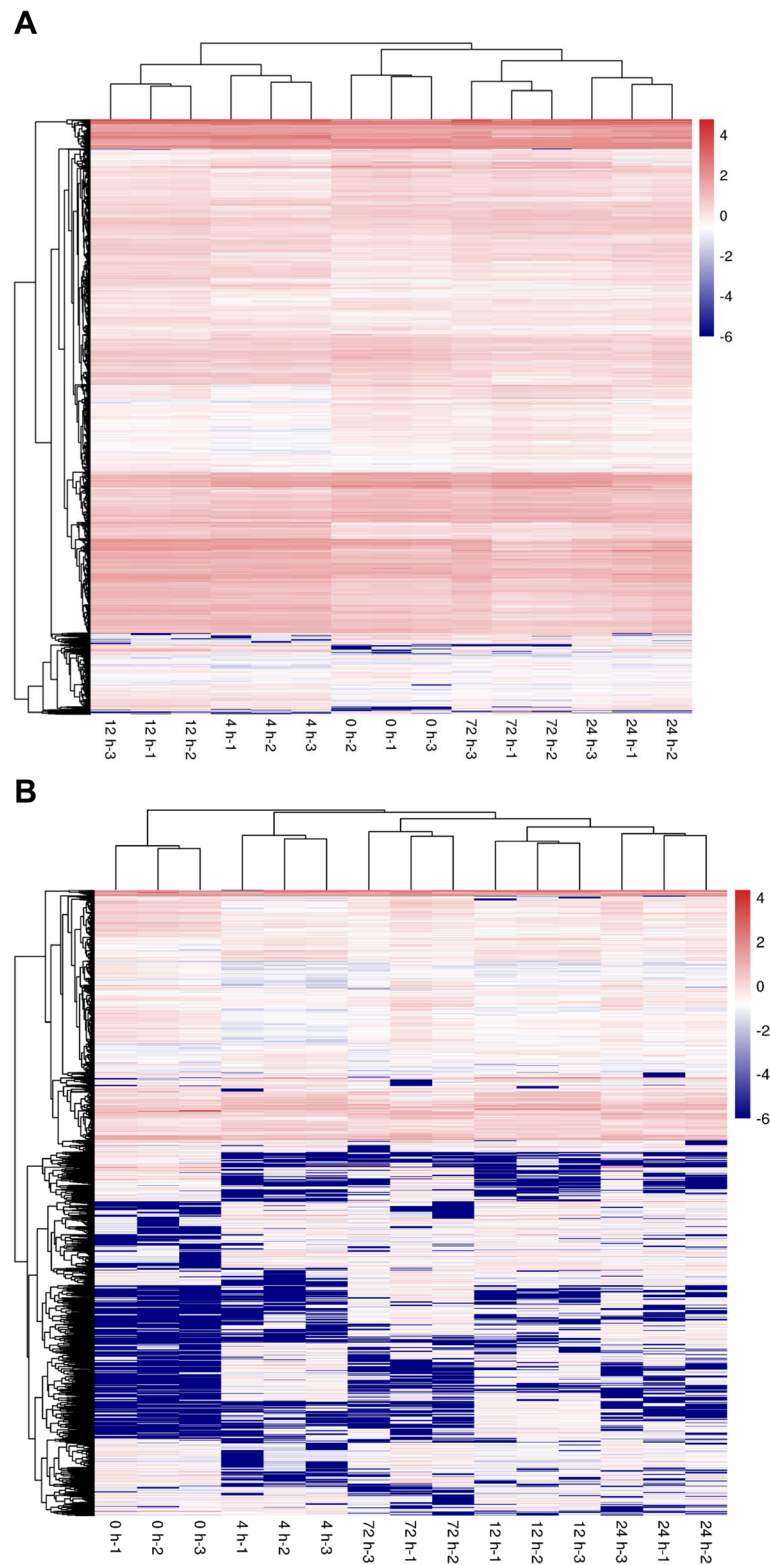 A
4
2
0
-2
-4
-6
12 h-3
12 h-1
12 h-2
4 h-1
4 h-2
4 h-3
0 h-2
0 h-1
0 h-3
72 h-3
72 h-1
72 h-2
24 h-3
24 h-1
24 h-2
B
4
2
0
-2
-4
-6
0 h-1
0 h-2
0 h-3
4 h-1
4 h-2
4 h-3
72 h-3
72 h-1
72 h-2
12 h-1
12 h-2
12 h-3
24 h-3
24 h-1
24 h-2